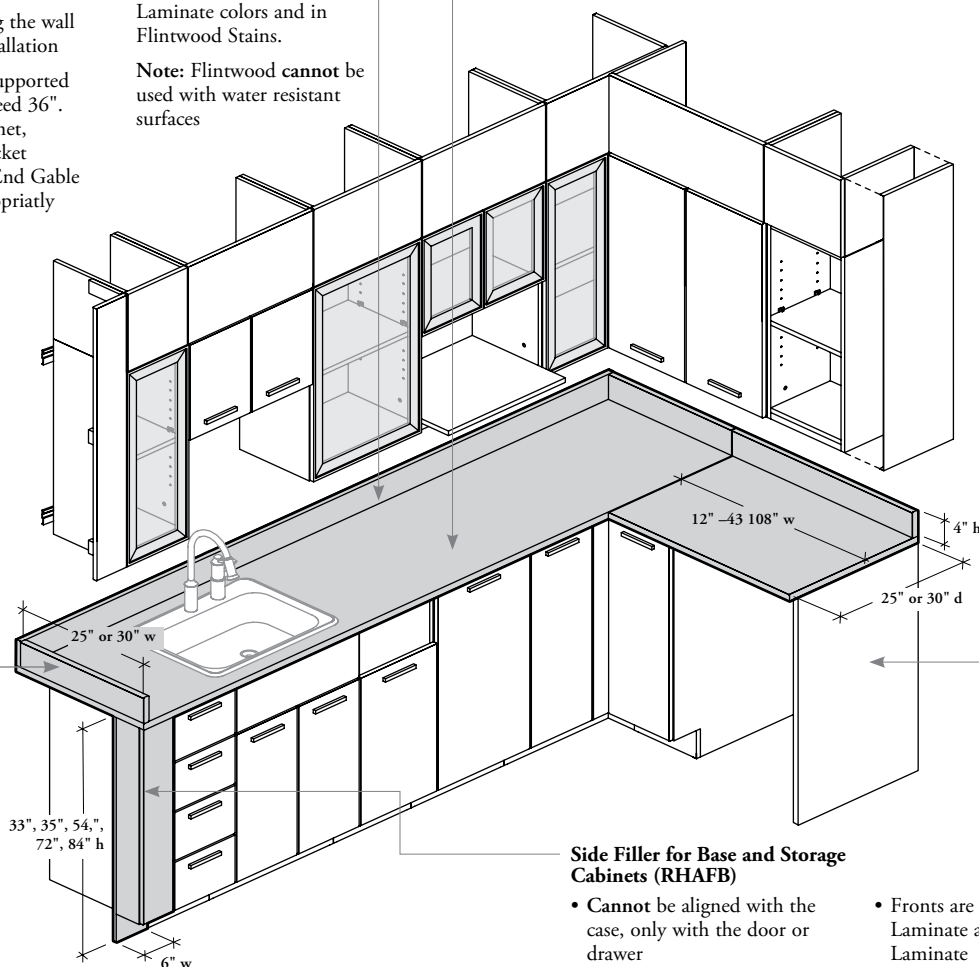 g the wall
allation
upported
eed 36".
net,
cket
End Gable
opriatly
Laminate colors and in
Flintwood Stains.
Note: Flintwood cannot be
used with water resistant
surfaces
12" –43 108" w
4" h
25" or 30" d
25" or 30" w
33", 35", 54,",
72", 84" h
6" w
Side Filler for Base and Storage
Cabinets (RHAFB)
• Cannot be aligned with the
case, only with the door or
drawer
• Fronts are
Laminate a
Laminate